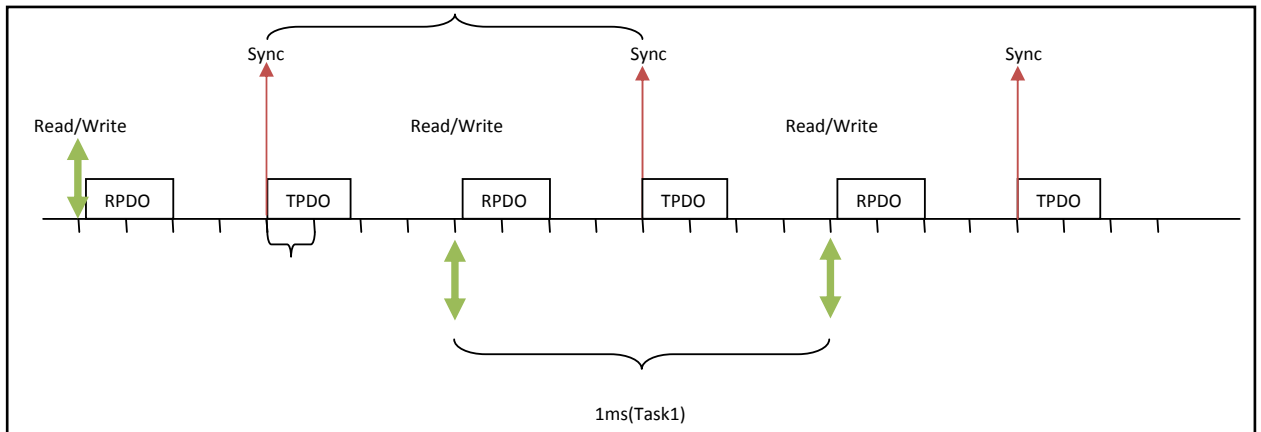 Sync
Sync
Sync
Read/Write
Read/Write
Read/Write
RPDO
TPDO
RPDO
TPDO
RPDO
TPDO
1ms(Task1)